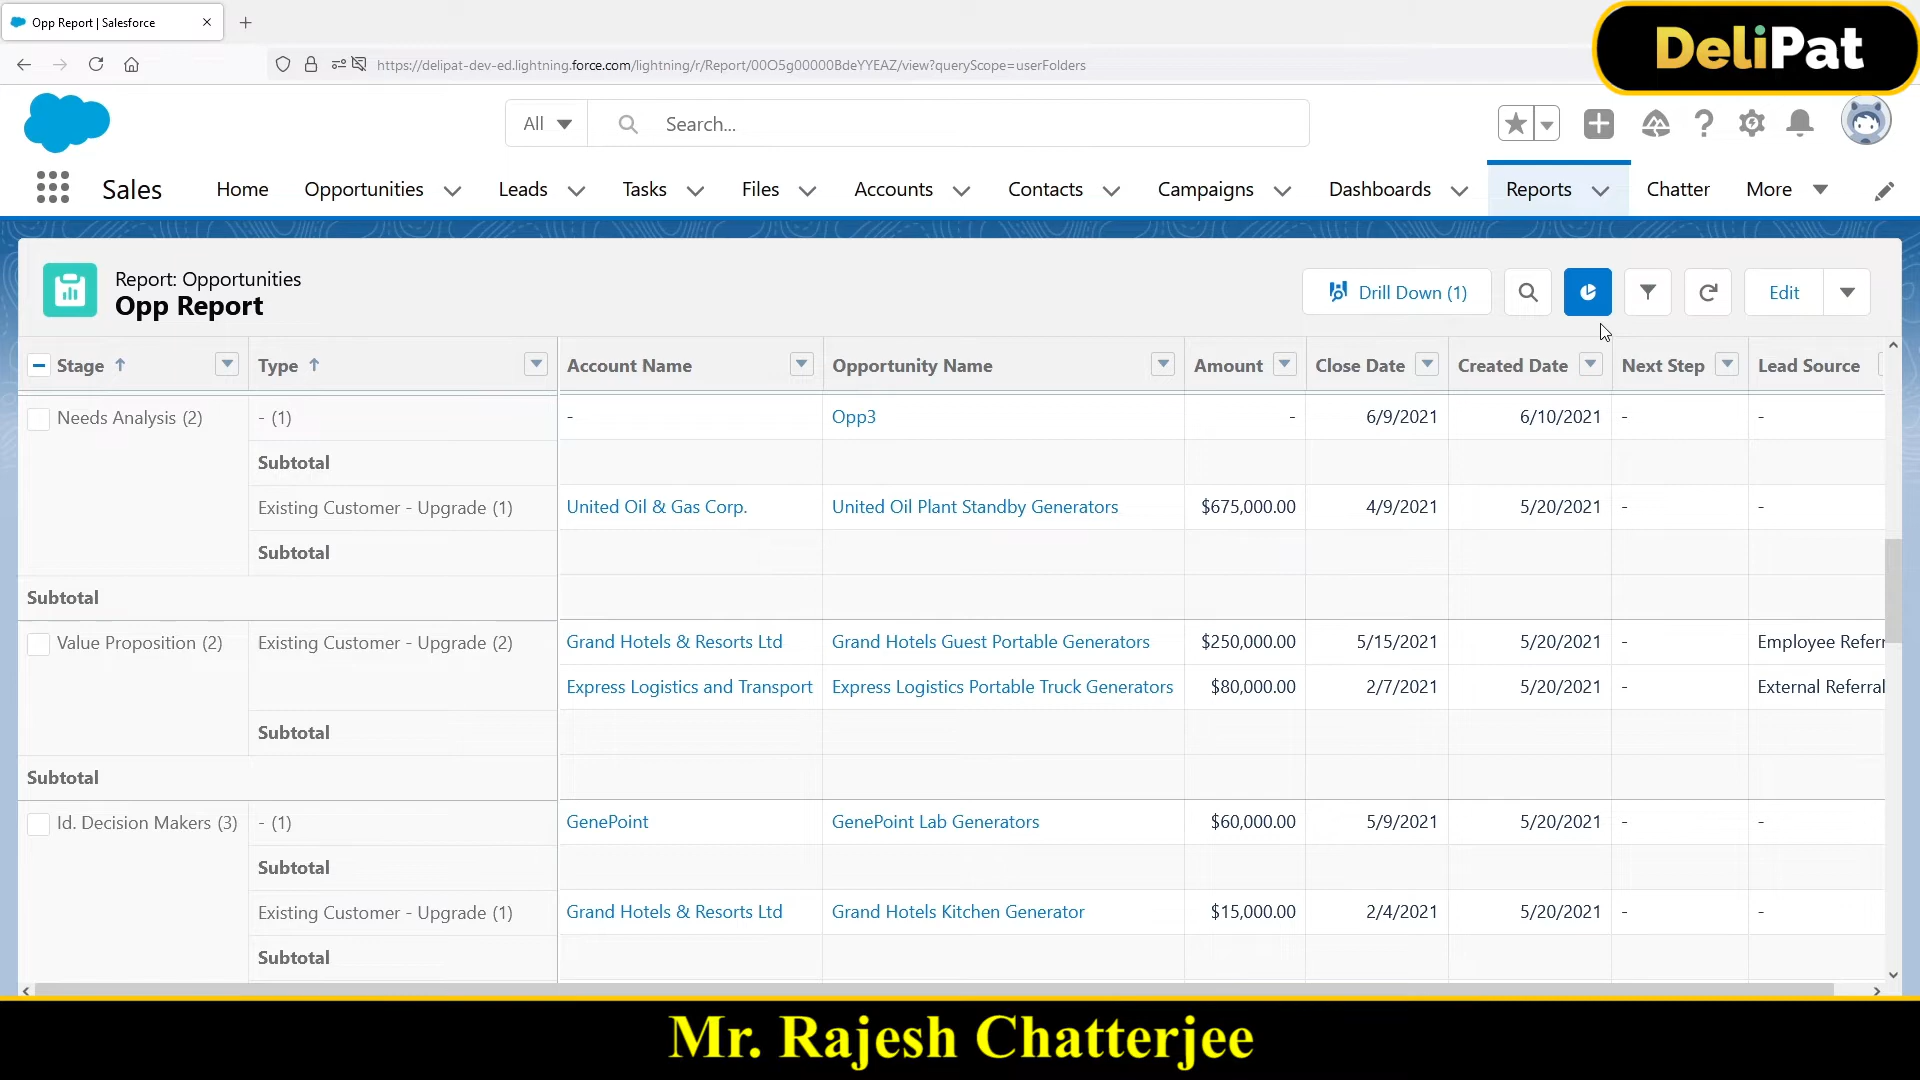 Opp Report | Salesforce
DeliPat
https://delipat-dev-ed.lightning.force.com/lightning/r/Report/00O5g00000BdeYYEAZ/view?queryScope=userFolders
All Search...
Sales Home Opportunities Leads Tasks Files Accounts Contacts Campaigns Dashboards Reports Chatter More
Report: Opportunities
Opp Report
Drill Down (1) Edit
Stage Type Account Name Opportunity Name Amount Close Date Created Date Next Step Lead Source
Needs Analysis (2) - (1) - Opp3 - 6/9/2021 6/10/2021 - -
Subtotal
Existing Customer - Upgrade (1) United Oil & Gas Corp. United Oil Plant Standby Generators $675,000.00 4/9/2021 5/20/2021 - -
Subtotal
Subtotal
Value Proposition (2) Existing Customer - Upgrade (2) Grand Hotels & Resorts Ltd Grand Hotels Guest Portable Generators $250,000.00 5/15/2021 5/20/2021 - Employee Referr
Express Logistics and Transport Express Logistics Portable Truck Generators $80,000.00 2/7/2021 5/20/2021 - External Referral
Subtotal
Subtotal
Id. Decision Makers (3) - (1) GenePoint GenePoint Lab Generators $60,000.00 5/9/2021 5/20/2021 - -
Subtotal
Existing Customer - Upgrade (1) Grand Hotels & Resorts Ltd Grand Hotels Kitchen Generator $15,000.00 2/4/2021 5/20/2021 - -
Subtotal
Mr. Rajesh Chatterjee